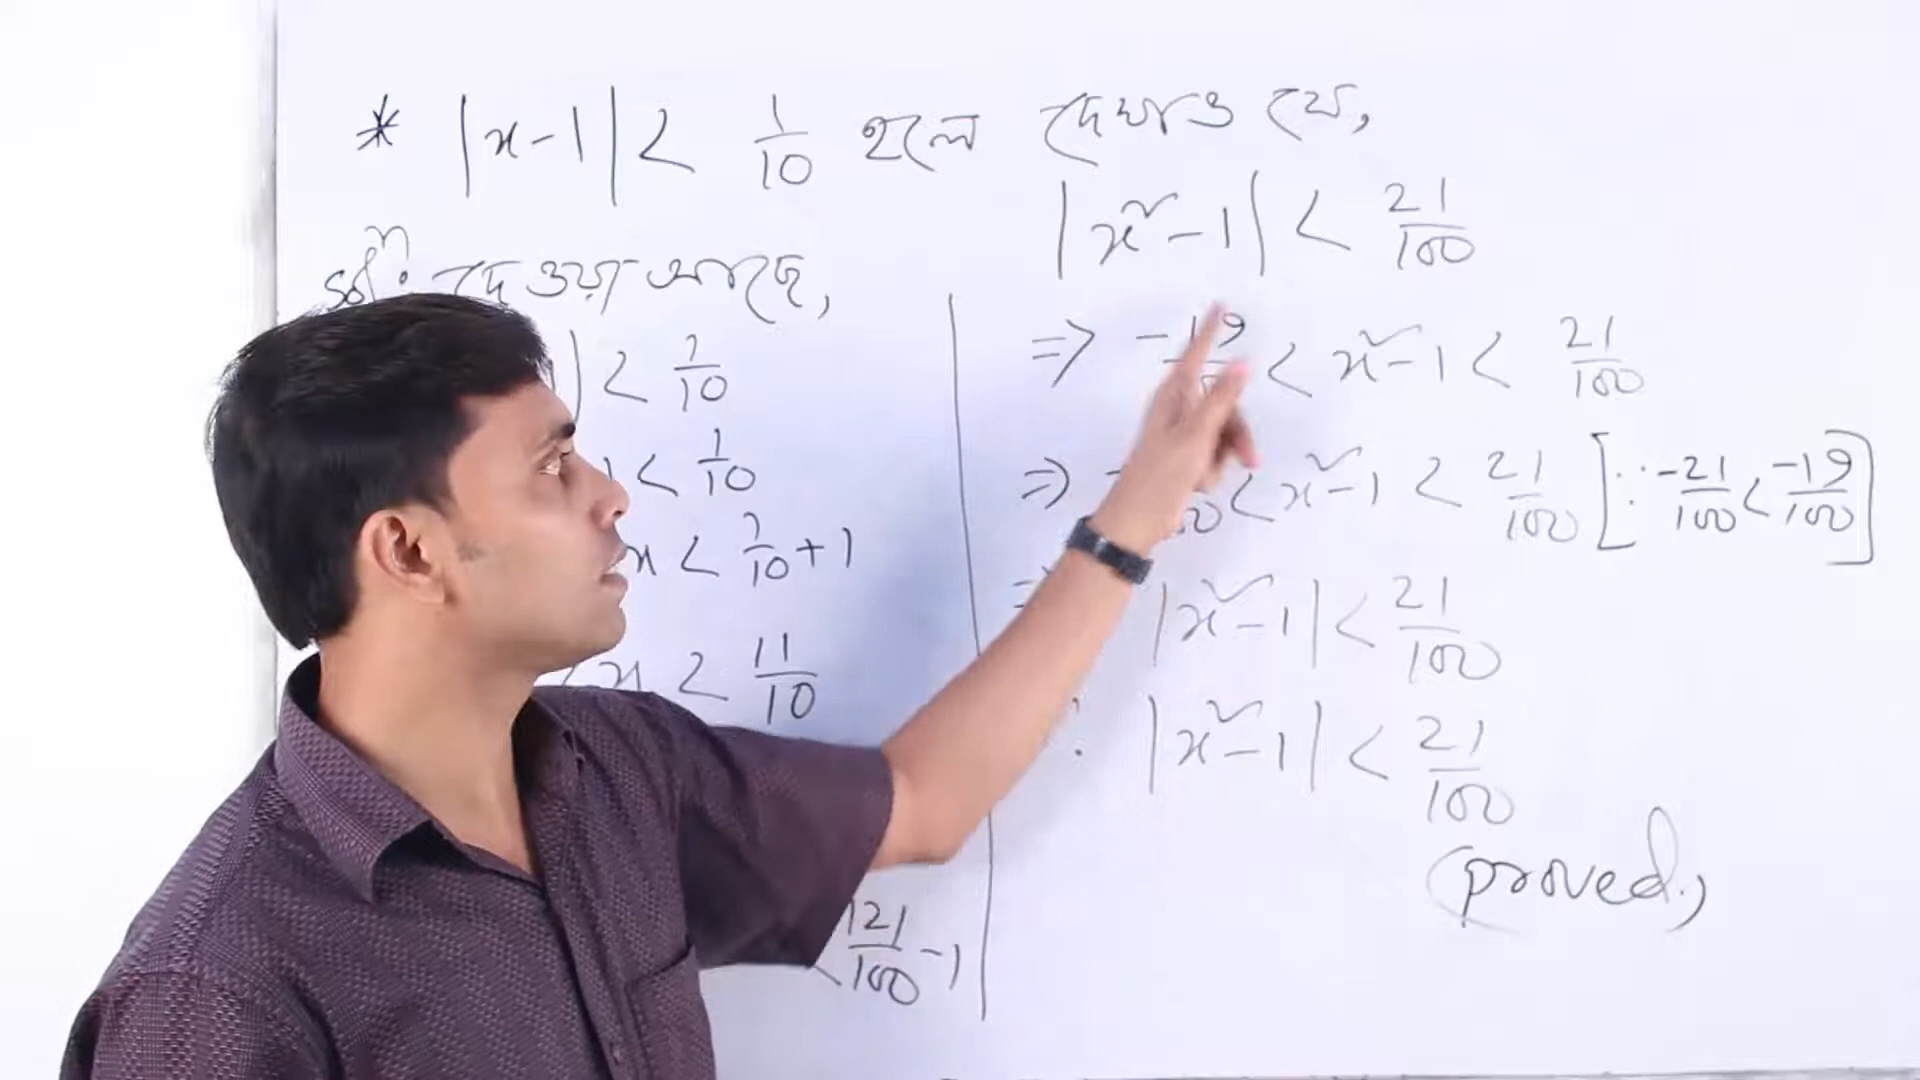 * |x-1| < 1/10 হলে দেখাও যে,
|x²-1| < 21/100
solⁿ: দেওয়া আছে,
| < 1/10
< 1/10
x < 1/10 + 1
< x < 11/10
< 121/100 - 1
⇒ -19/ < x²-1 < 21/100
⇒ - < x²-1 < 21/100 [∵ -21/100 < -19/100]
⇒ |x²-1| < 21/100
∴ |x²-1| < 21/100
(proved.)